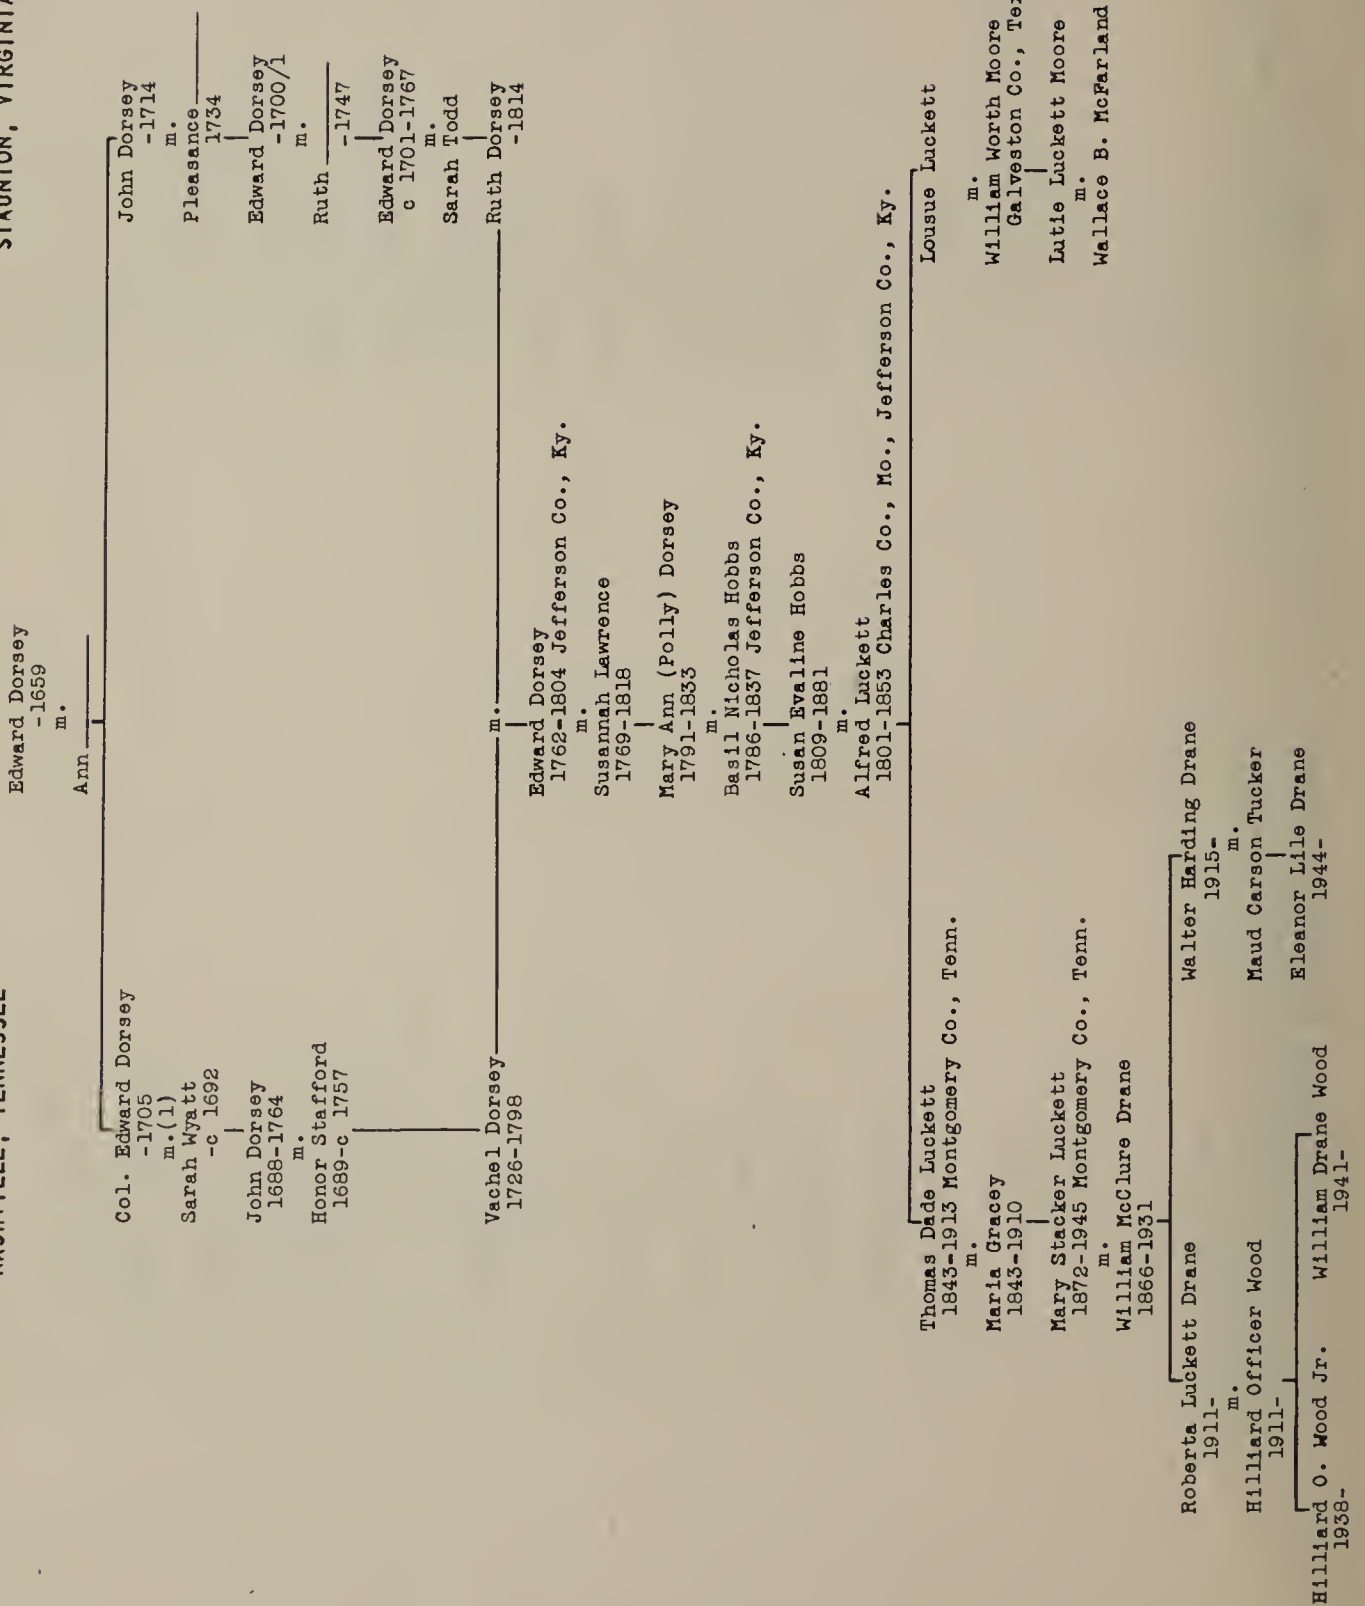 STAUNTON, VIRGINIA
TENNESSEE
Edward Dorsey
-1659
m.
Ann
Col. Edward Dorsey
-1705
m.(1)
Sarah Wyatt
-c 1692
John Dorsey
1688-1764
m.
Honor Stafford
1689-c 1757
Vachel Dorsey
1726-1798
m.
John Dorsey
-1714
m.
Pleasance
1734
Edward Dorsey
-1700/1
m.
Ruth
-1747
Edward Dorsey
c 1701-1767
m.
Sarah Todd
Ruth Dorsey
-1814
Edward Dorsey
1762-1804 Jefferson Co., Ky.
m.
Susannah Lawrence
1769-1818
Mary Ann (Polly) Dorsey
1791-1833
m.
Basil Nicholas Hobbs
1786-1837 Jefferson Co., Ky.
Susan Evaline Hobbs
1809-1881
m.
Alfred Luckett
1801-1853 Charles Co., Mo., Jefferson Co., Ky.
Thomas Dade Luckett
1843-1913 Montgomery Co., Tenn.
m.
Maria Gracey
1843-1910
Mary Stacker Luckett
1872-1945 Montgomery Co., Tenn.
m.
William McClure Drane
1866-1931
Lousue Luckett
m.
William Worth Moore
Galveston Co.,
Lutie Luckett Moore
m.
Wallace B. McFarland
Roberta Luckett Drane
1911-
m.
Hilliard Officer Wood
1911-
Hilliard O. Wood Jr.
1938-
William Drane Wood
1941-
Walter Harding Drane
1915-
m.
Maud Carson Tucker
Eleanor Lile Drane
1944-